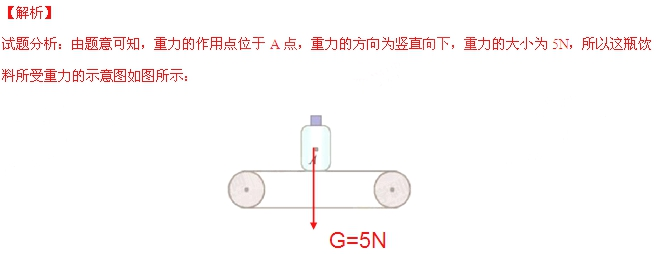 【解析】
试题分析：由题意可知，重力的作用点位于 A 点，重力的方向为竖直向下，重力的大小为 5N，所以这瓶饮
料所受重力的示意图如图所示：
A
G=5N